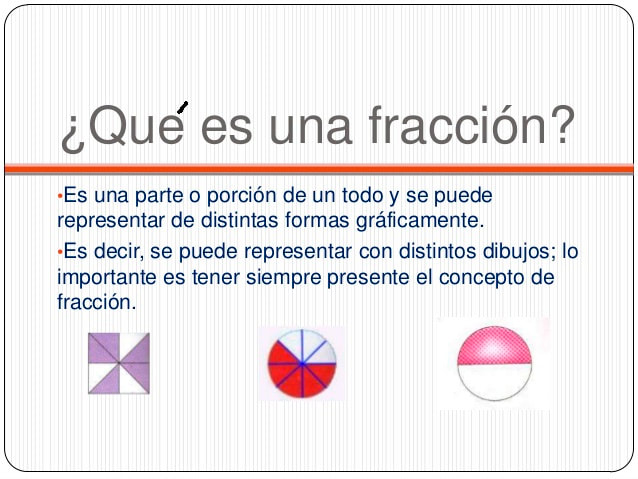 ¿Qué es una fracción?
•Es una parte o porción de un todo y se puede
representar de distintas formas gráficamente.
•Es decir, se puede representar con distintos dibujos; lo
importante es tener siempre presente el concepto de
fracción.